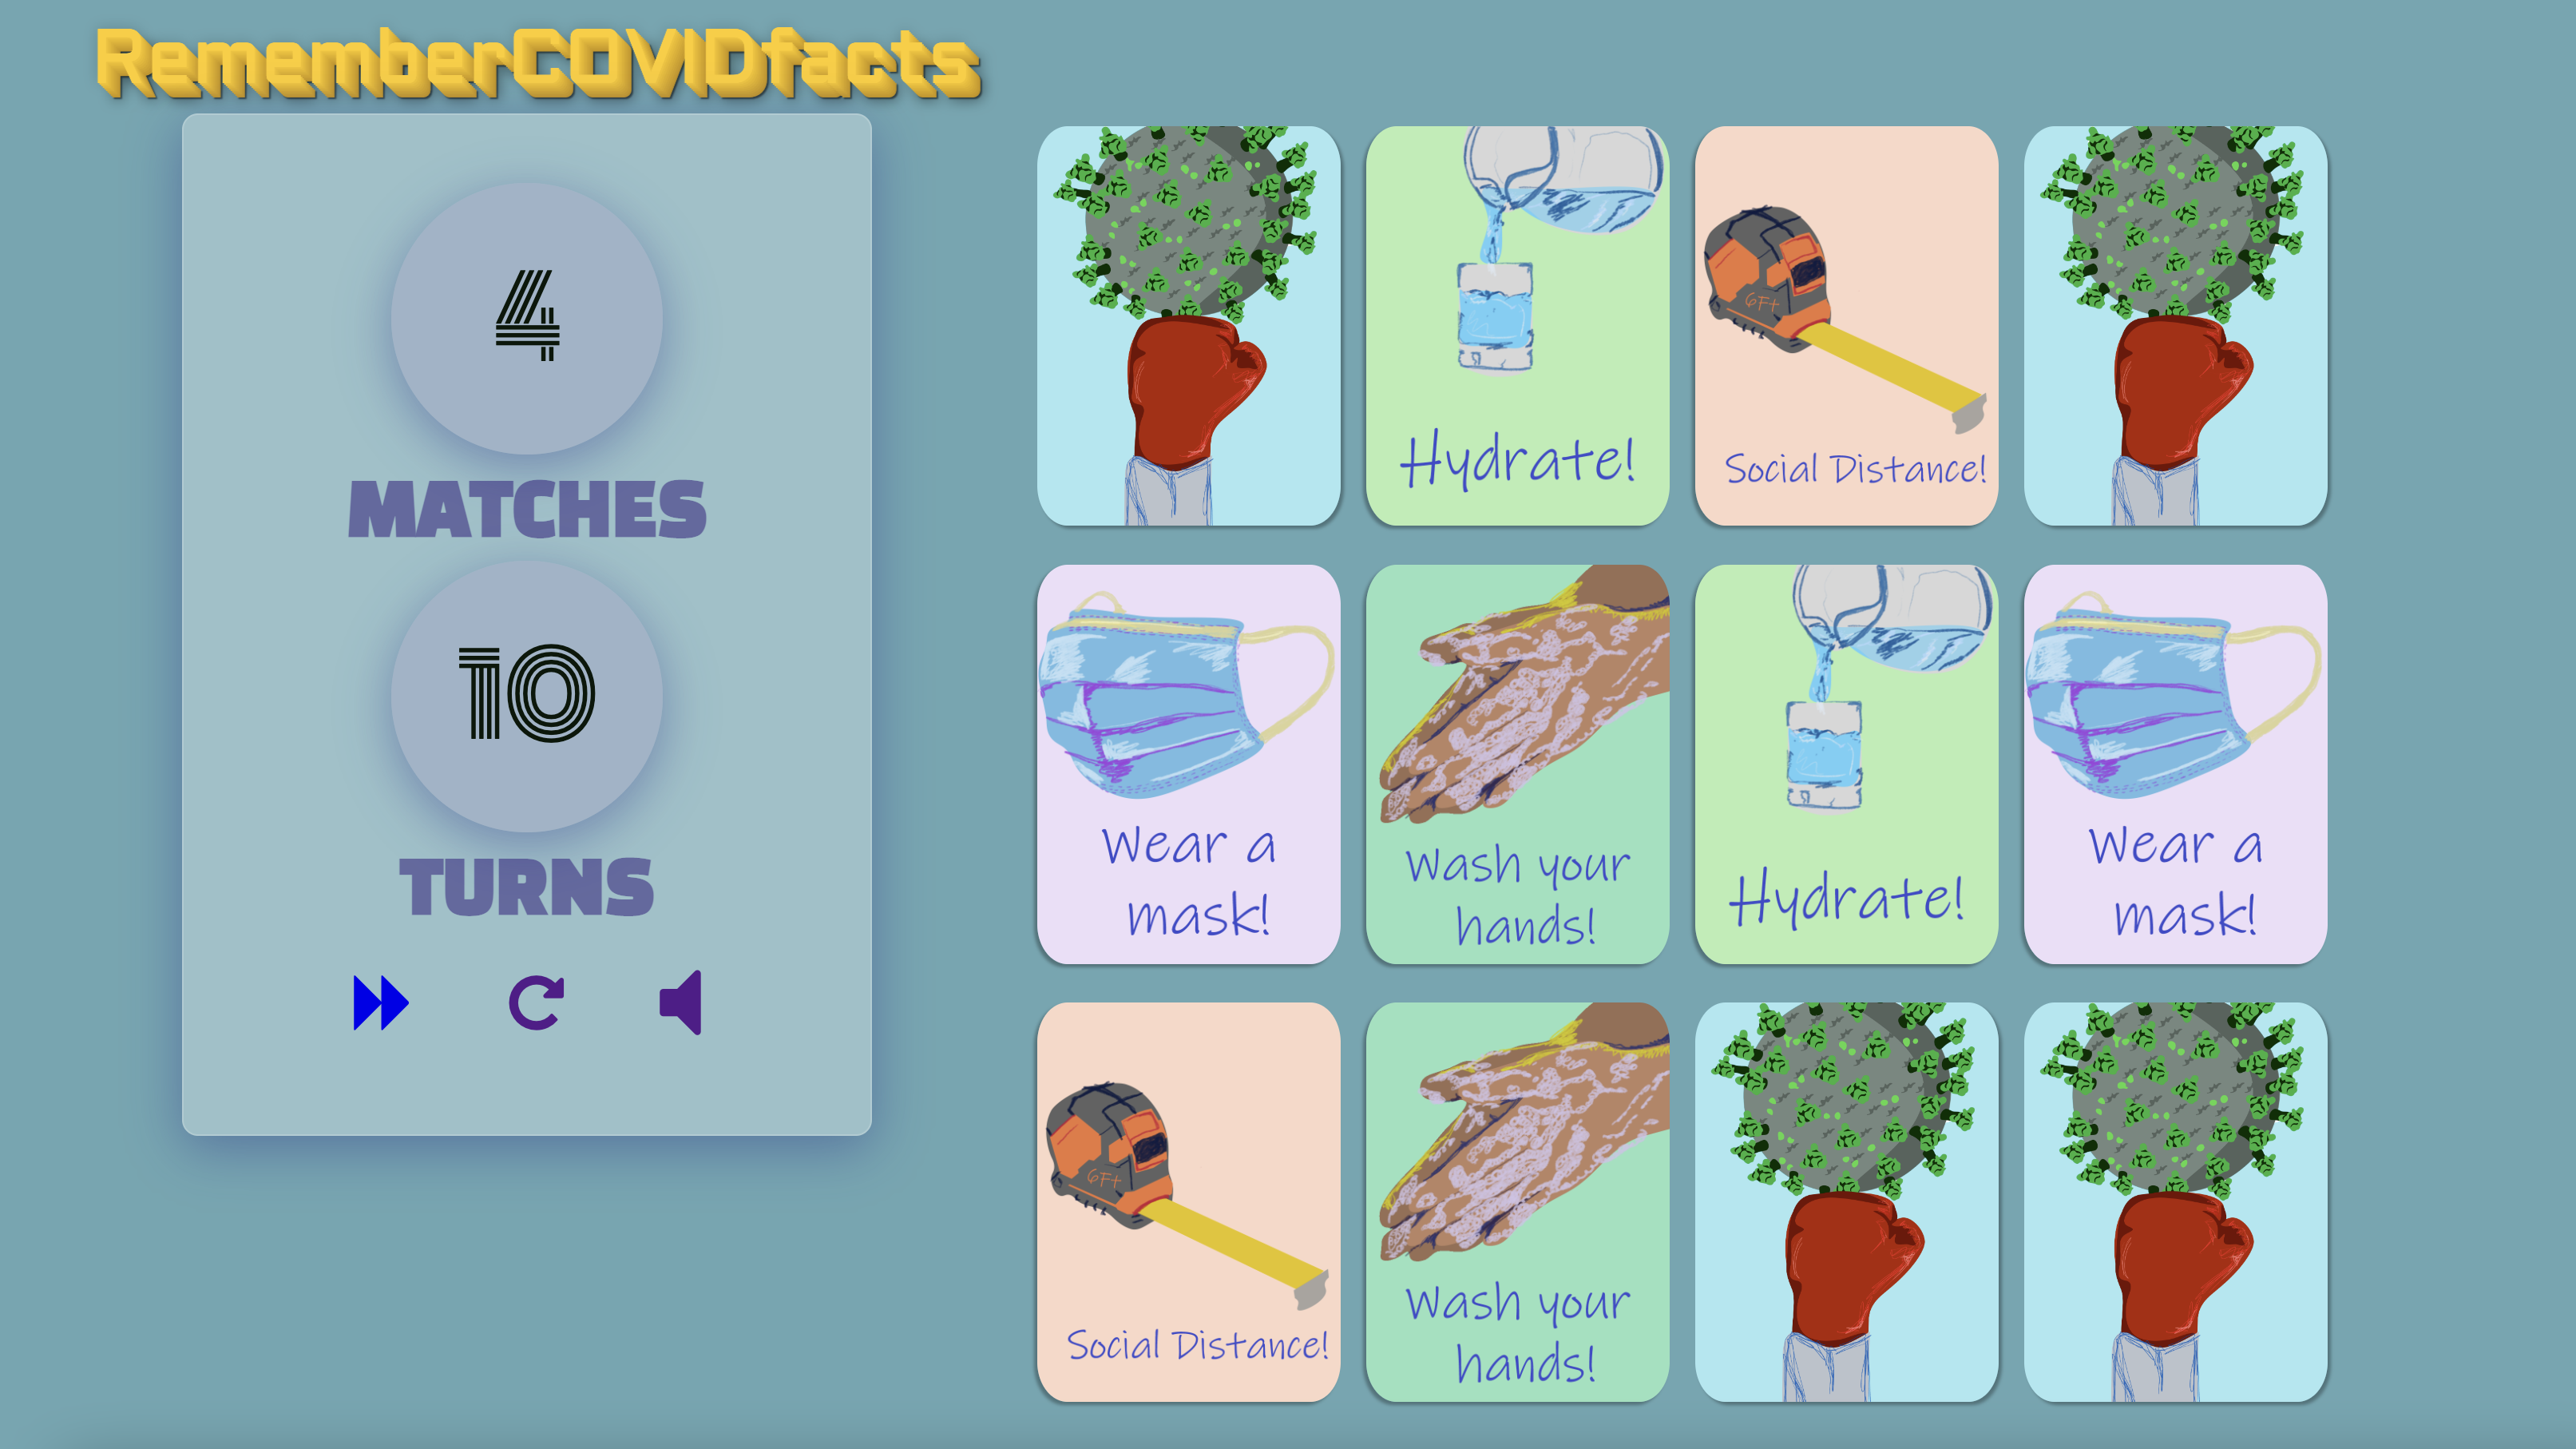 RememberCOVIDfacts
4
MATCHES
10
TURNS
Hydrate!
6Ft
Social Distance!
Wear a
mask!
Wash your
hands!
Hydrate!
Wear a
mask!
6Ft
Social Distance!
Wash your
hands!